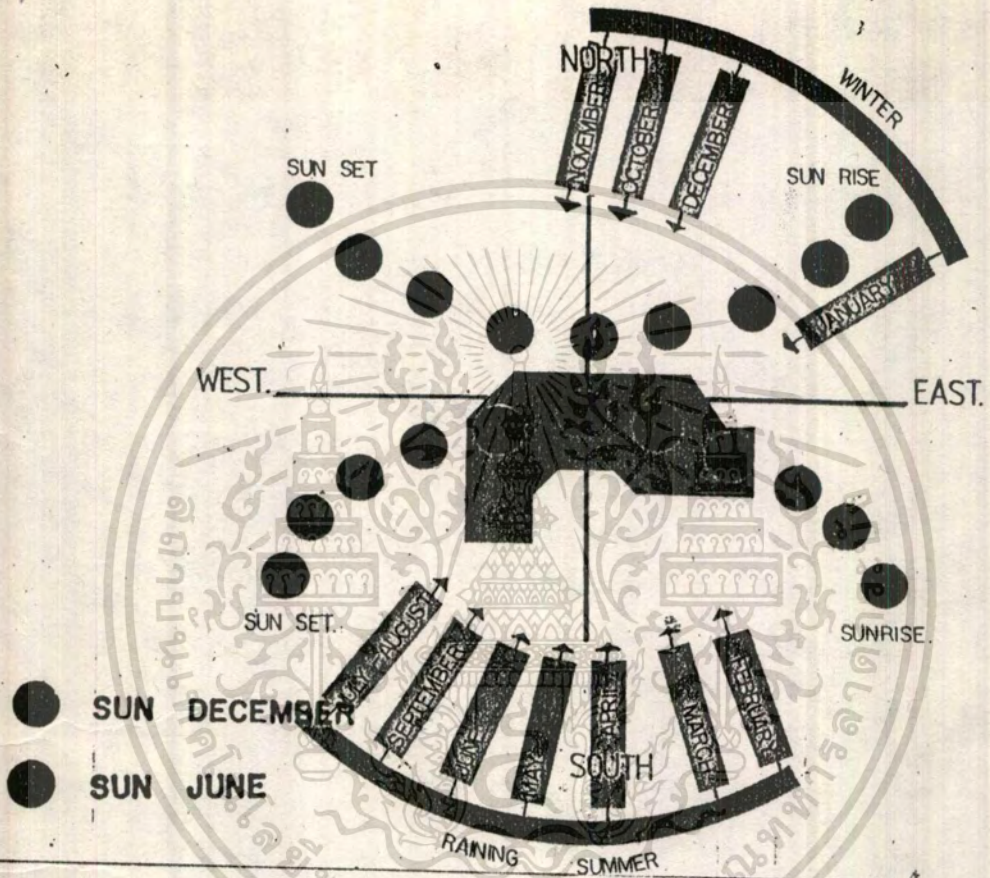 NORTH
NOVEMBER
OCTOBER
DECEMBER
WINTER
SUN SET
SUN RISE
JANUARY
WEST.
EAST.
SUN SET.
SUNRISE.
JULY-AUGUST
SEPTEMBER
JUNE
MAY
APRIL
MARCH
FEBRUARY
SOUTH
SUN DECEMBER
SUN JUNE
RAINING
SUMMER